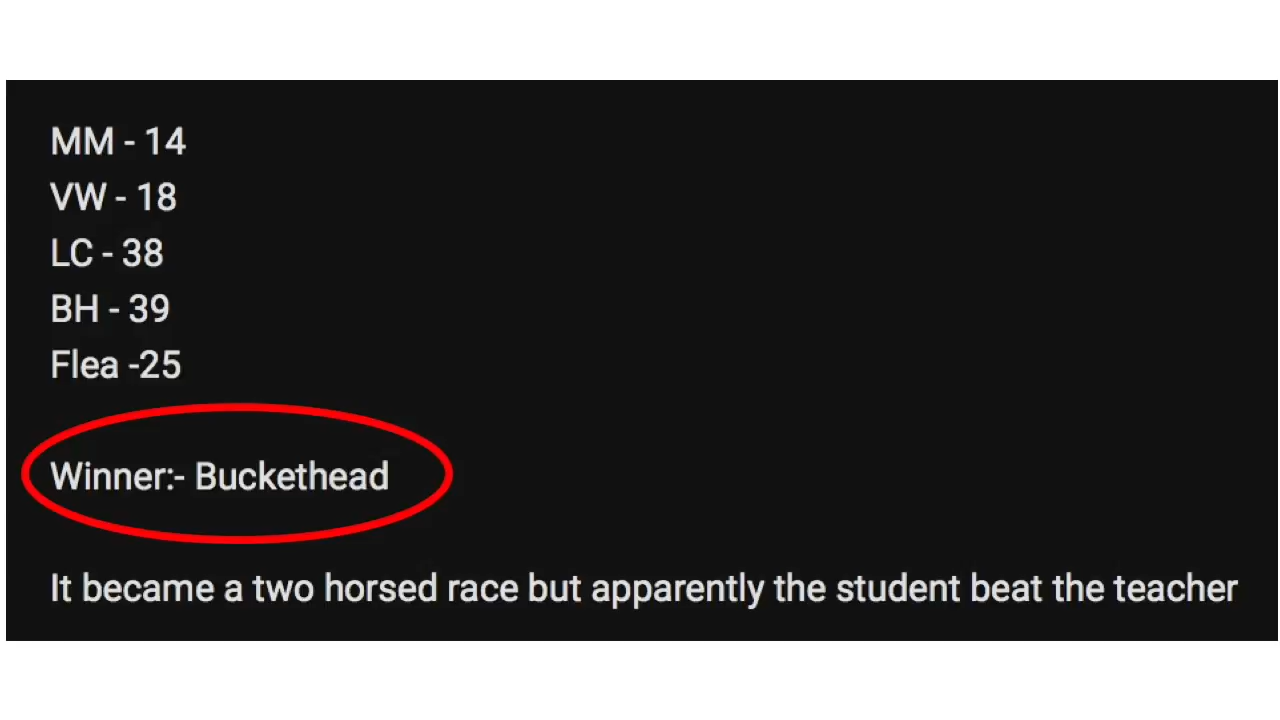 MM - 14
VW - 18
LC - 38
BH - 39
Flea -25
Winner:- Buckethead
It became a two horsed race but apparently the student beat the teacher